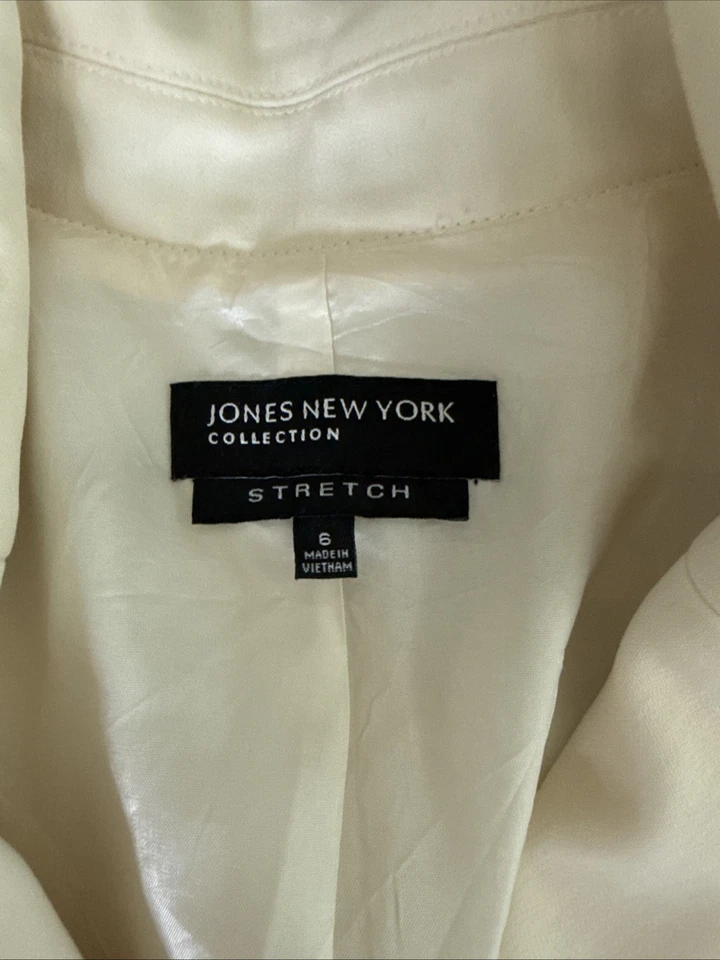 JONES NEW YORK
COLLECTION
STRETCH
6
MADE IN
VIETNAM